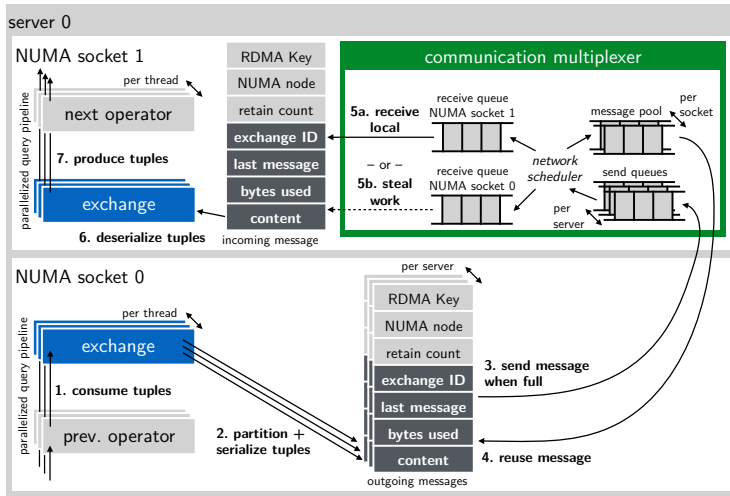 server 0
NUMA socket 1
per thread
next operator
parallelized query pipeline
7. produce tuples
exchange
6. deserialize tuples
RDMA Key
NUMA node
retain count
exchange ID
last message
bytes used
content
incoming message
communication multiplexer
5a. receive
local
– or –
5b. steal
work
receive queue
NUMA socket 1
receive queue
NUMA socket 0
network
scheduler
message pool
per
socket
send queues
per
server
NUMA socket 0
per thread
exchange
parallelized query pipeline
1. consume tuples
prev. operator
2. partition +
serialize tuples
per server
RDMA Key
NUMA node
retain count
exchange ID
last message
bytes used
content
outgoing messages
3. send message
when full
4. reuse message